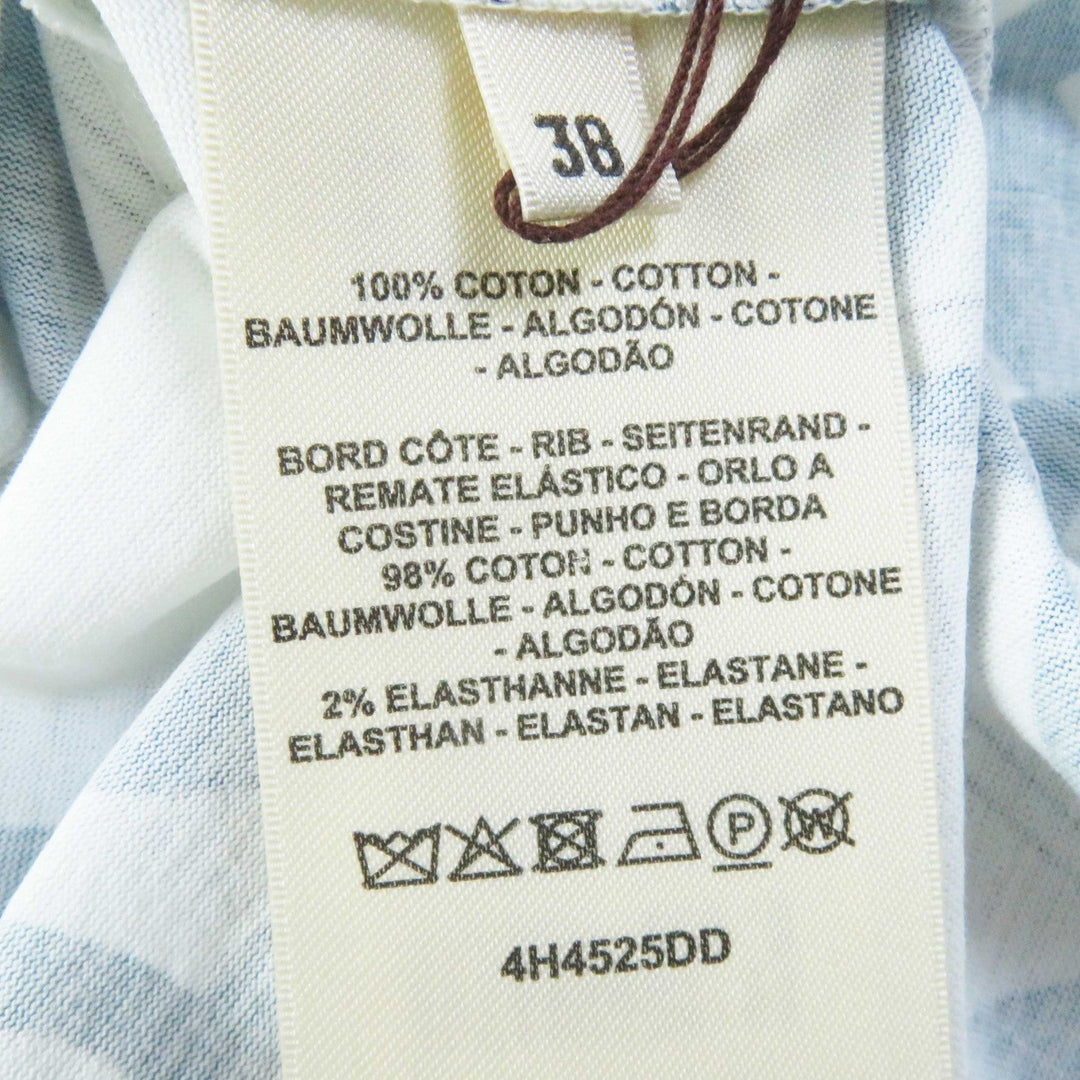 38
100% COTON - COTTON -
BAUMWOLLE - ALGODÓN - COTONE
- ALGODÃO
BORD CÔTE - RIB - SEITENRAND -
REMATE ELÁSTICO - ORLO A
COSTINE - PUNHO E BORDA
98% COTON - COTTON -
BAUMWOLLE - ALGODÓN - COTONE
- ALGODÃO
2% ELASTHANNE - ELASTANE -
ELASTHAN - ELASTAN - ELASTANO
P W
4H4525DD